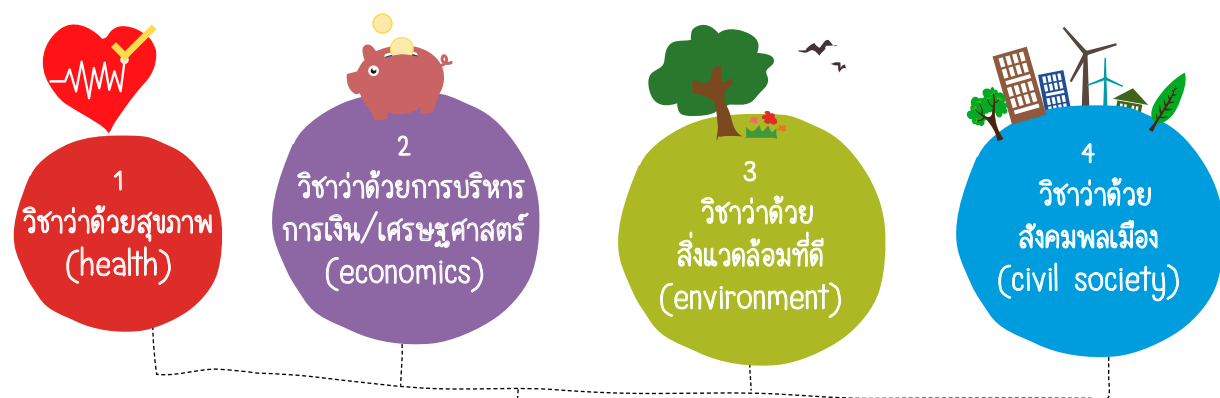 1
วิชาว่าด้วยสุขภาพ
(health)
2
วิชาว่าด้วยการบริหาร
การเงิน/เศรษฐศาสตร์
(economics)
3
วิชาว่าด้วย
สิ่งแวดล้อมที่ดี
(environment)
4
วิชาว่าด้วย
สังคมพลเมือง
(civil society)